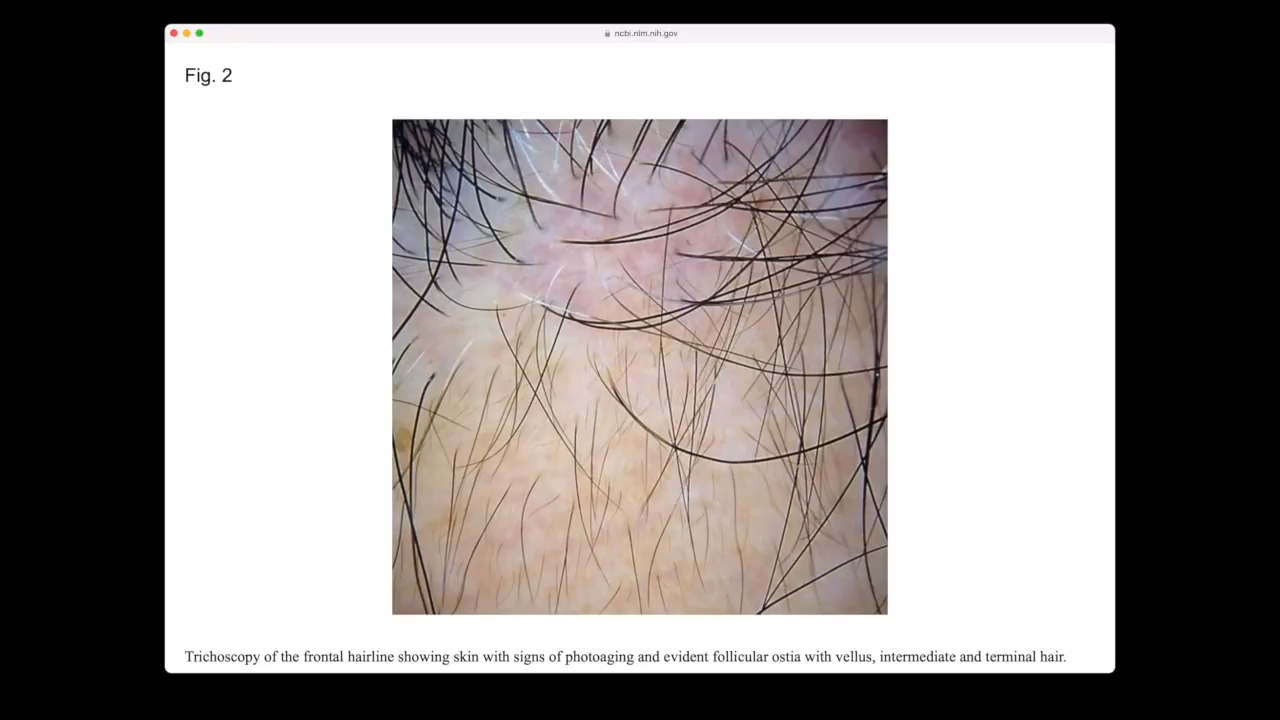 ncbi.nlm.nih.gov
Fig. 2
Trichoscopy of the frontal hairline showing skin with signs of photoaging and evident follicular ostia with vellus, intermediate and terminal hair.